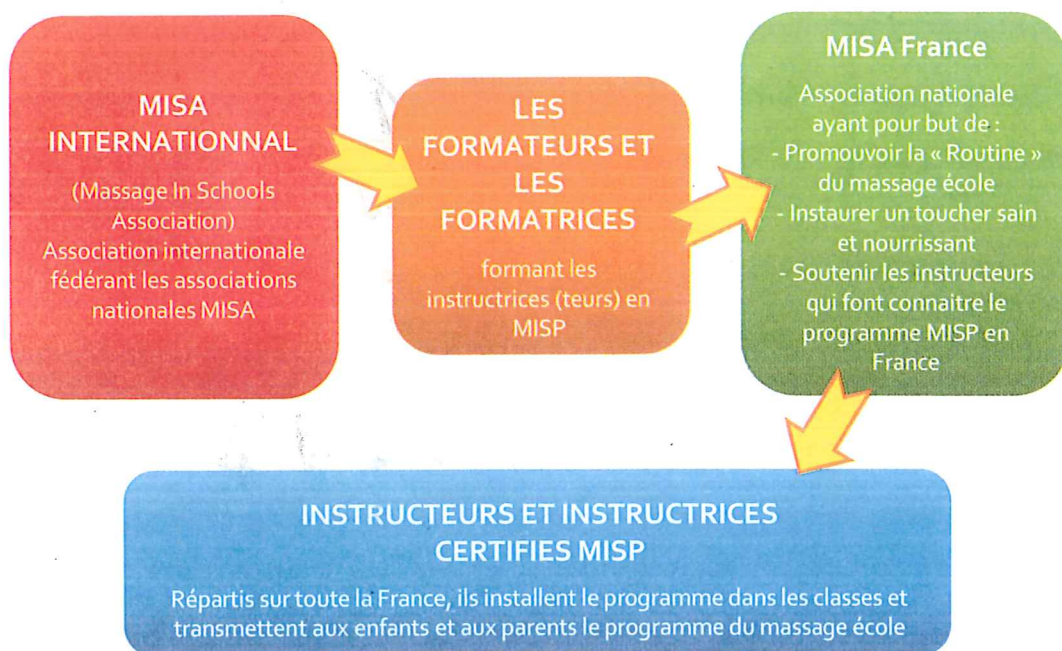 MISA
INTERNATIONNAL
(Massage In Schools
Association)
Association internationale
fédérant les associations
nationales MISA
LES
FORMATEURS ET
LES
FORMATRICES
formant les
instructrices (teurs) en
MISP
MISA France
Association nationale
ayant pour but de :
- Promouvoir la « Routine »
du massage école
- Instaurer un toucher sain
et nourrissant
- Soutenir les instructeurs
qui font connaitre le
programme MISP en
France
INSTRUCTEURS ET INSTRUCTRICES
CERTIFIES MISP
Répartis sur toute la France, ils installent le programme dans les classes et
transmettent aux enfants et aux parents le programme du massage école